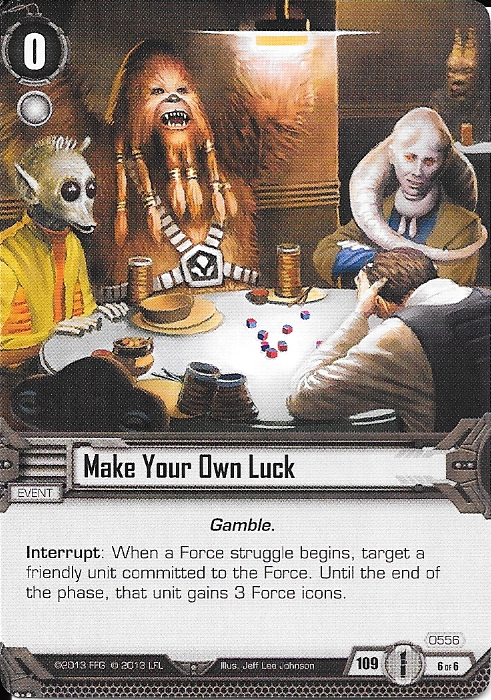 0
Make Your Own Luck
EVENT
Gamble.
Interrupt: When a Force struggle begins, target a
friendly unit committed to the Force. Until the end of
the phase, that unit gains 3 Force icons.
0556
©2013 FFG © 2013 LFL Illus. Jeff Lee Johnson 109 6 OF 6